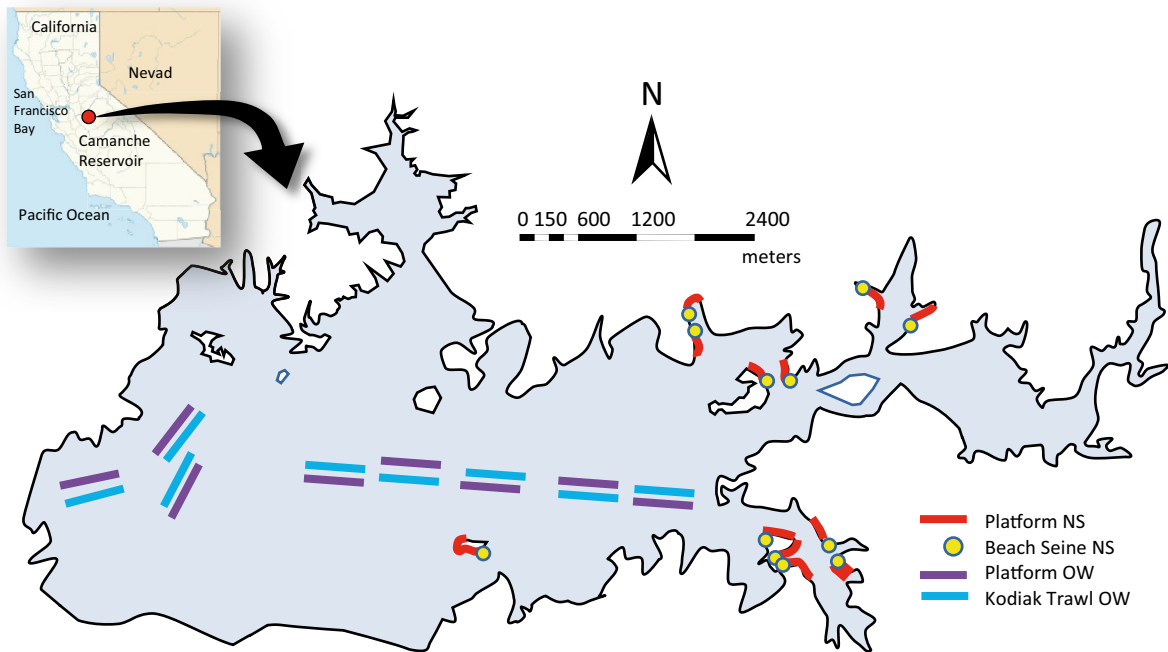 California
Nevad
San
Francisco
Bay
Camanche
Reservoir
Pacific Ocean
N
0 150 600 1200 2400
meters
Platform NS
Beach Seine NS
Platform OW
Kodiak Trawl OW